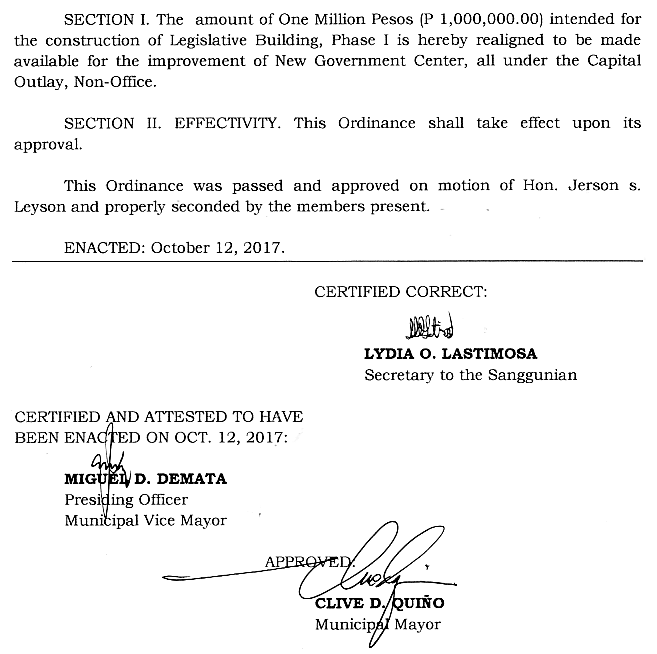 SECTION I. The amount of One Million Pesos (P 1,000,000.00) intended for
the construction of Legislative Building, Phase I is hereby realigned to be made
available for the improvement of New Government Center, all under the Capital
Outlay, Non-Office.
SECTION II. EFFECTIVITY. This Ordinance shall take effect upon its
approval.
This Ordinance was passed and approved on motion of Hon. Jerson s.
Leyson and properly seconded by the members present.
ENACTED: October 12, 2017.
CERTIFIED CORRECT:
LYDIA O. LASTIMOSA
Secretary to the Sanggunian
CERTIFIED AND ATTESTED TO HAVE
BEEN ENACTED ON OCT. 12, 2017:
MIGUEL D. DEMATA
Presiding Officer
Municipal Vice Mayor
APPROVED:
CLIVE D. QUIÑO
Municipal Mayor